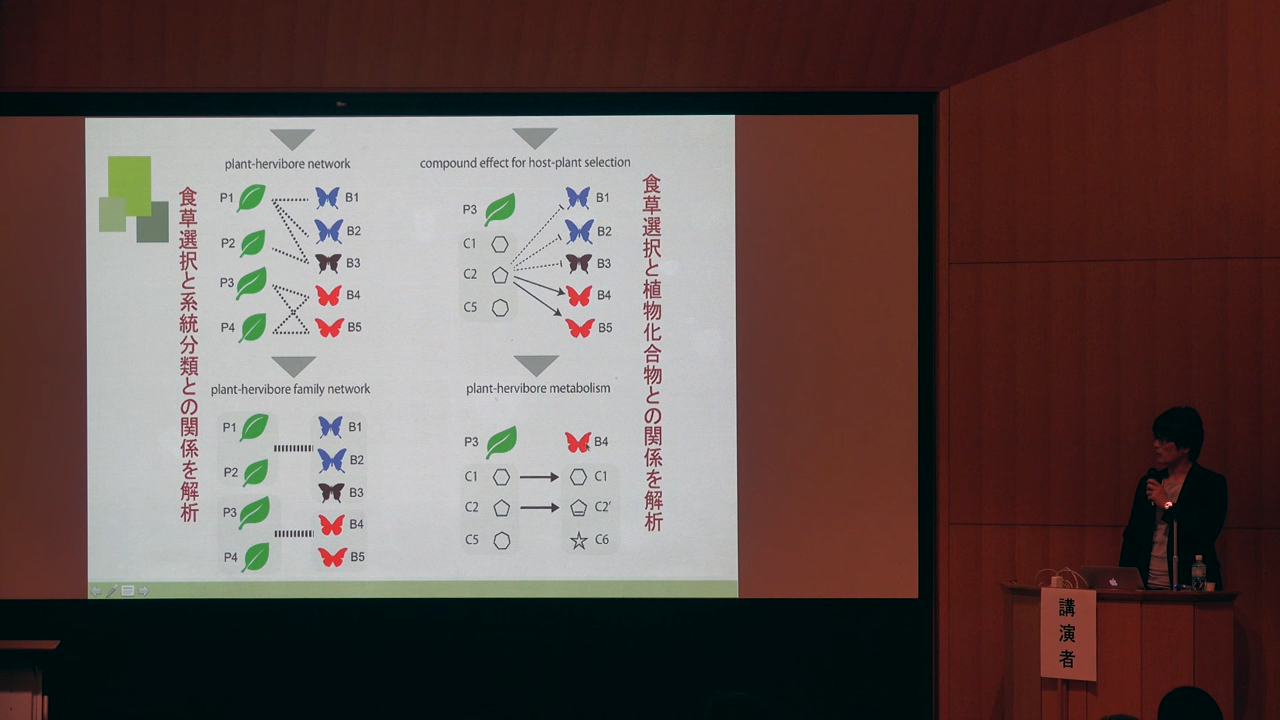 plant-hervibore network
P1
B1
P2
B2
B3
P3
B4
P4
B5
食草選択と系統分類との関係を解析
plant-hervibore family network
P1
B1
P2
B2
B3
P3
B4
P4
B5
compound effect for host-plant selection
P3
B1
C1
B2
C2
B3
C5
B4
B5
食草選択と植物化合物との関係を解析
plant-hervibore metabolism
P3
B4
C1
C1
C2
C2'
C5
C6
講演者